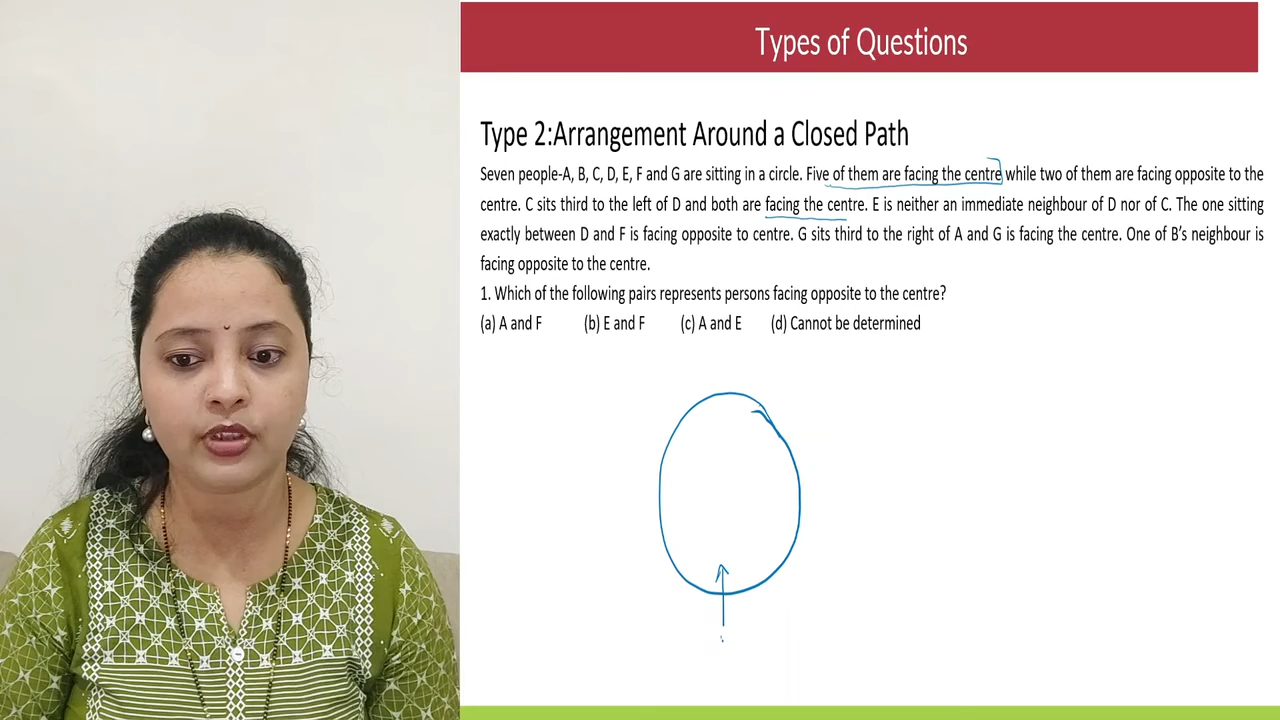 Types of Questions
Type 2:Arrangement Around a Closed Path
Seven people-A, B, C, D, E, F and G are sitting in a circle. Five of them are facing the centre while two of them are facing opposite to the
centre. C sits third to the left of D and both are facing the centre. E is neither an immediate neighbour of D nor of C. The one sitting
exactly between D and F is facing opposite to centre. G sits third to the right of A and G is facing the centre. One of B's neighbour is
facing opposite to the centre.
1. Which of the following pairs represents persons facing opposite to the centre?
(a) A and F (b) E and F (c) A and E (d) Cannot be determined